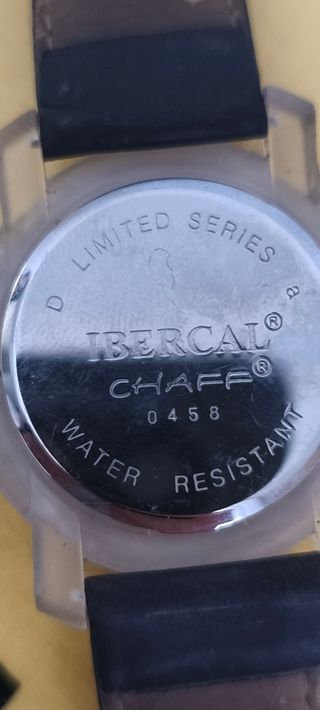 D LIMITED SERIES &
IBERCAL®
CHAFF®
0458
WATER RESISTANT